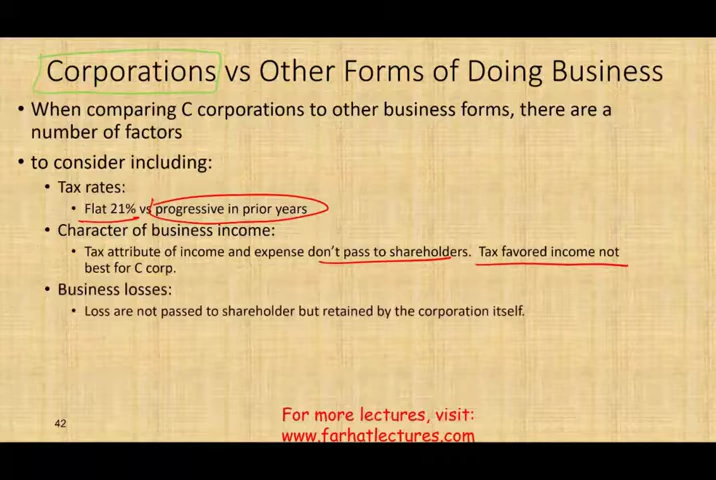 Corporations vs Other Forms of Doing Business
• When comparing C corporations to other business forms, there are a
number of factors
• to consider including:
• Tax rates:
• Flat 21% vs progressive in prior years
• Character of business income:
• Tax attribute of income and expense don't pass to shareholders. Tax favored income not
best for C corp.
• Business losses:
• Loss are not passed to shareholder but retained by the corporation itself.
For more lectures, visit:
42
www.farhatlectures.com